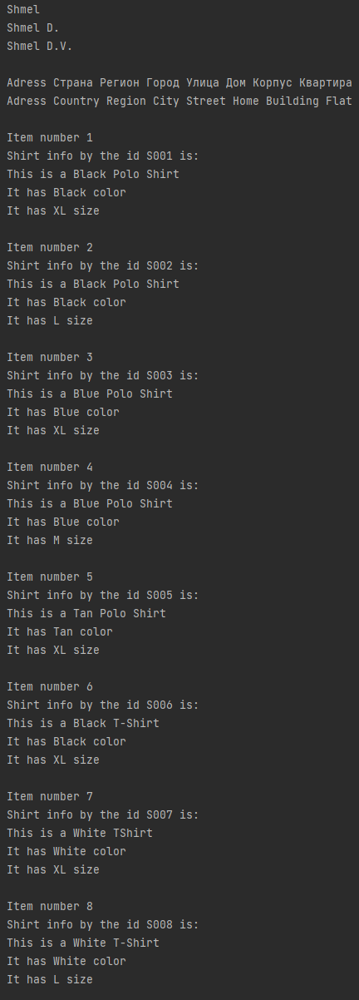 Shmel
Shmel D.
Shmel D.V.
Adress Страна Регион Город Улица Дом Корпус Квартира
Adress Country Region City Street Home Building Flat
Item number 1
Shirt info by the id S001 is:
This is a Black Polo Shirt
It has Black color
It has XL size
Item number 2
Shirt info by the id S002 is:
This is a Black Polo Shirt
It has Black color
It has L size
Item number 3
Shirt info by the id S003 is:
This is a Blue Polo Shirt
It has Blue color
It has XL size
Item number 4
Shirt info by the id S004 is:
This is a Blue Polo Shirt
It has Blue color
It has M size
Item number 5
Shirt info by the id S005 is:
This is a Tan Polo Shirt
It has Tan color
It has XL size
Item number 6
Shirt info by the id S006 is:
This is a Black T-Shirt
It has Black color
It has XL size
Item number 7
Shirt info by the id S007 is:
This is a White TShirt
It has White color
It has XL size
Item number 8
Shirt info by the id S008 is:
This is a White T-Shirt
It has White color
It has L size